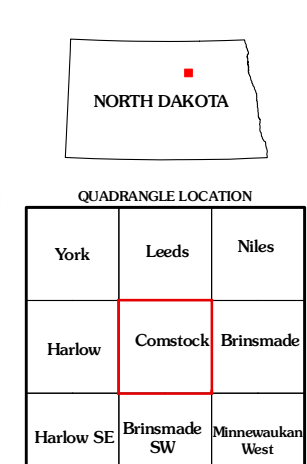 NORTH DAKOTA
QUADRANGLE LOCATION
York
Leeds
Niles
Harlow
Comstock
Brinsmade
Harlow SE
Brinsmade
SW
Minnewaukan
West